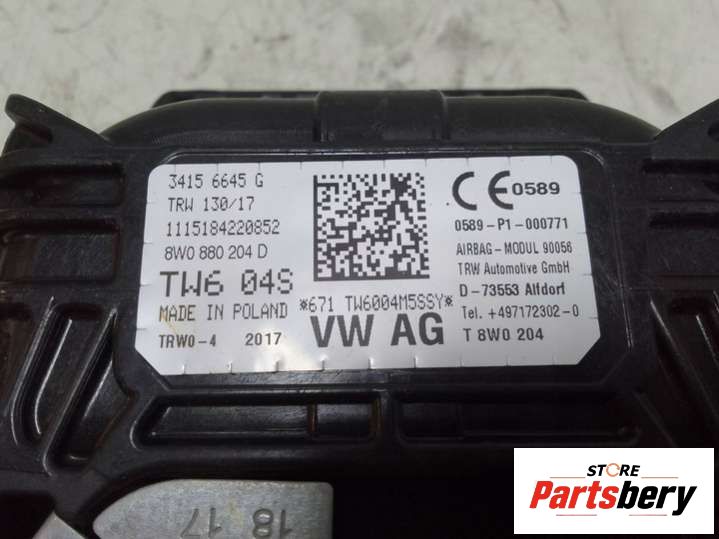 3415 6645 G
TRW 130/17
1115184220852
8W0 880 204 D
TW6 04S
MADE IN POLAND
TRW0-4 2017
*671 TW6004M5SSY*
VW AG
CE 0589
0589-P1-000771
AIRBAG-MODUL 90056
TRW Automotive GmbH
D-73553 Alfdorf
Tel. +497172302-0
T 8W0 204
18 17
STORE
Partsbery